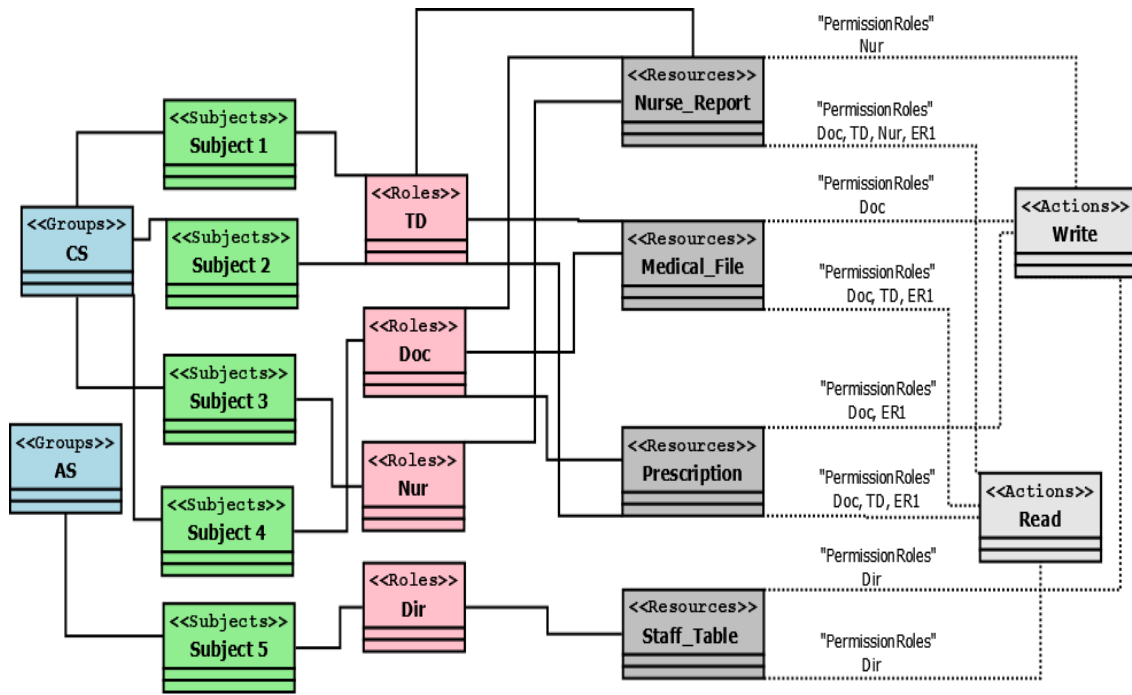 <<Groups>>
CS
<<Groups>>
AS
<<Subjects>>
Subject 1
<<Subjects>>
Subject 2
<<Subjects>>
Subject 3
<<Subjects>>
Subject 4
<<Subjects>>
Subject 5
<<Roles>>
TD
<<Roles>>
Doc
<<Roles>>
Nur
<<Roles>>
Dir
<<Resources>>
Nurse_Report
<<Resources>>
Medical_File
<<Resources>>
Prescription
<<Resources>>
Staff_Table
"PermissionRoles"
Nur
"PermissionRoles"
Doc, TD, Nur, ER1
"PermissionRoles"
Doc
"PermissionRoles"
Doc, TD, ER1
"PermissionRoles"
Doc, ER1
"PermissionRoles"
Doc, TD, ER1
"PermissionRoles"
Dir
"PermissionRoles"
Dir
<<Actions>>
Write
<<Actions>>
Read